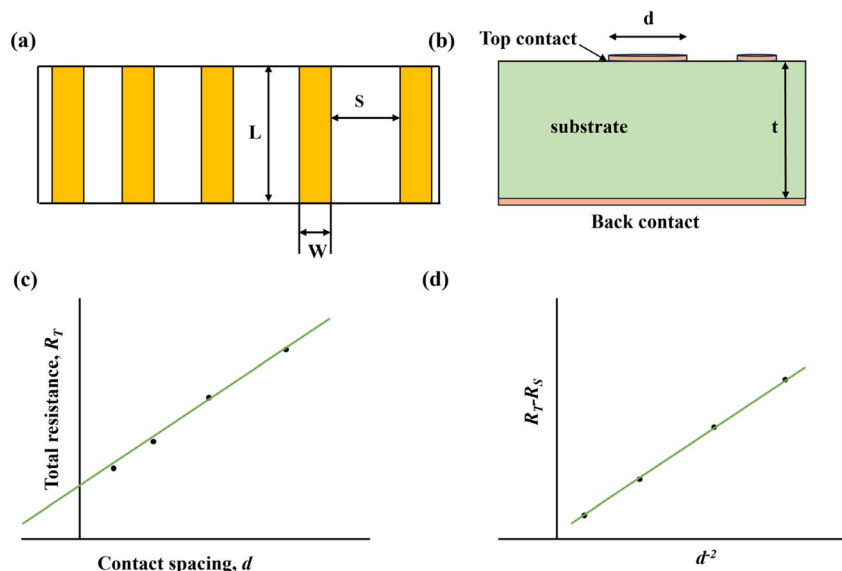 (a)
S
L
W
(b)
d
Top contact
substrate
t
Back contact
(c)
Total resistance, R_T
Contact spacing, d
(d)
R_T-R_S
d⁻²